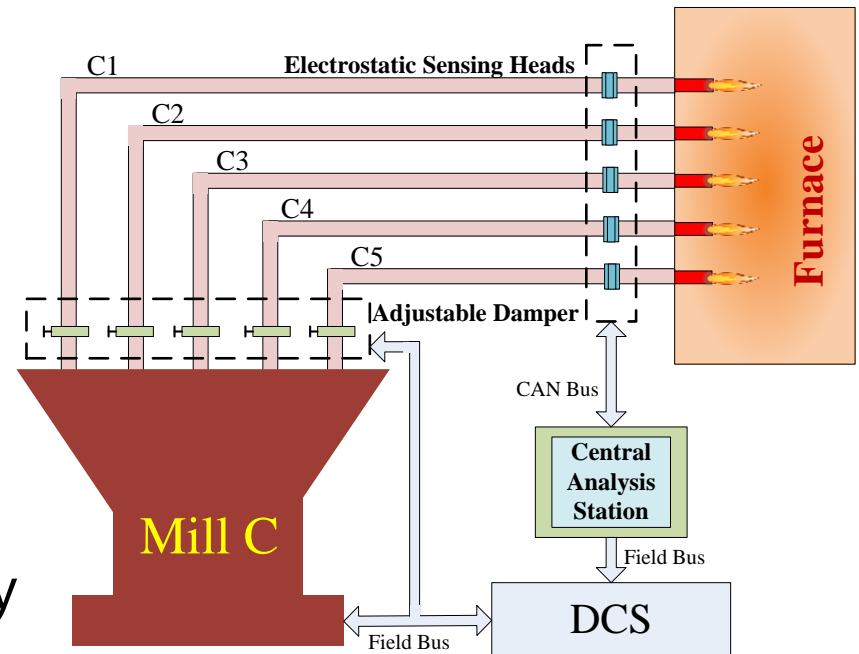 C1
Electrostatic Sensing Heads
C2
C3
C4
C5
Furnace
Adjustable Damper
CAN Bus
Central
Analysis
Station
Mill C
Field Bus
DCS
Field Bus
y